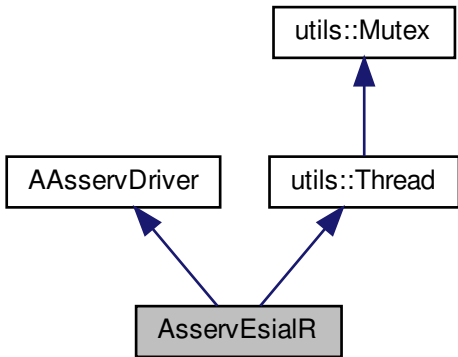 utils::Mutex
AAsservDriver
utils::Thread
AsservEsialR